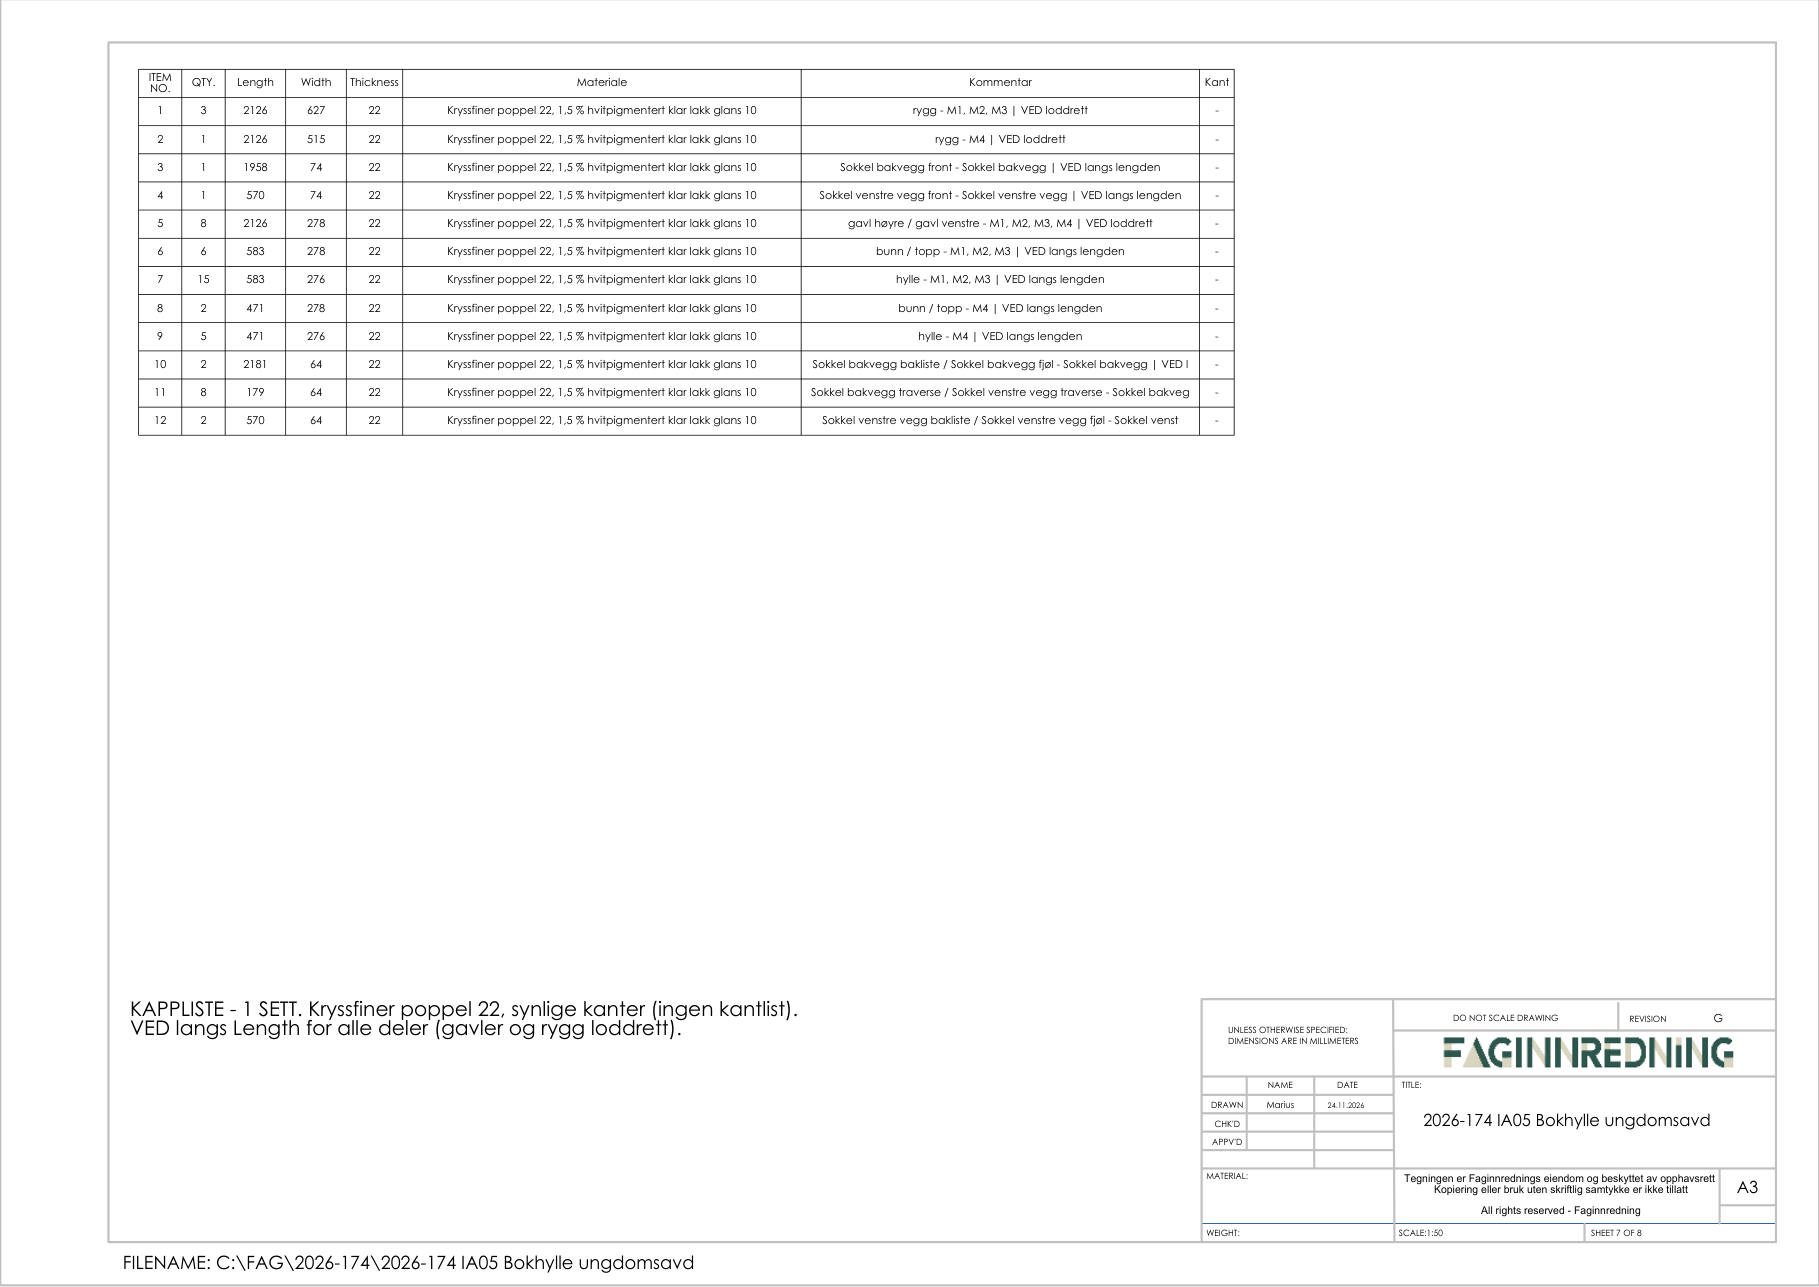 ITEM NO. QTY. Length Width Thickness Materiale Kommentar Kant
1 3 2126 627 22 Kryssfiner poppel 22, 1,5 % hvitpigmentert klar lakk glans 10 rygg - M1, M2, M3 | VED loddrett -
2 1 2126 515 22 Kryssfiner poppel 22, 1,5 % hvitpigmentert klar lakk glans 10 rygg - M4 | VED loddrett -
3 1 1958 74 22 Kryssfiner poppel 22, 1,5 % hvitpigmentert klar lakk glans 10 Sokkel bakvegg front - Sokkel bakvegg | VED langs lengden -
4 1 570 74 22 Kryssfiner poppel 22, 1,5 % hvitpigmentert klar lakk glans 10 Sokkel venstre vegg front - Sokkel venstre vegg | VED langs lengden -
5 8 2126 278 22 Kryssfiner poppel 22, 1,5 % hvitpigmentert klar lakk glans 10 gavl høyre / gavl venstre - M1, M2, M3, M4 | VED loddrett -
6 6 583 278 22 Kryssfiner poppel 22, 1,5 % hvitpigmentert klar lakk glans 10 bunn / topp - M1, M2, M3 | VED langs lengden -
7 15 583 276 22 Kryssfiner poppel 22, 1,5 % hvitpigmentert klar lakk glans 10 hylle - M1, M2, M3 | VED langs lengden -
8 2 471 278 22 Kryssfiner poppel 22, 1,5 % hvitpigmentert klar lakk glans 10 bunn / topp - M4 | VED langs lengden -
9 5 471 276 22 Kryssfiner poppel 22, 1,5 % hvitpigmentert klar lakk glans 10 hylle - M4 | VED langs lengden -
10 2 2181 64 22 Kryssfiner poppel 22, 1,5 % hvitpigmentert klar lakk glans 10 Sokkel bakvegg bakliste / Sokkel bakvegg fjøl - Sokkel bakvegg | VED l -
11 8 179 64 22 Kryssfiner poppel 22, 1,5 % hvitpigmentert klar lakk glans 10 Sokkel bakvegg traverse / Sokkel venstre vegg traverse - Sokkel bakveg -
12 2 570 64 22 Kryssfiner poppel 22, 1,5 % hvitpigmentert klar lakk glans 10 Sokkel venstre vegg bakliste / Sokkel venstre vegg fjøl - Sokkel venst -
KAPPLISTE - 1 SETT. Kryssfiner poppel 22, synlige kanter (ingen kantlist).
VED langs Length for alle deler (gavler og rygg loddrett).
UNLESS OTHERWISE SPECIFIED:
DIMENSIONS ARE IN MILLIMETERS
DO NOT SCALE DRAWING
REVISION G
FAGINNREDNING
NAME DATE
DRAWN Marius 24.11.2026
CHK'D
APPV'D
TITLE:
2026-174 IA05 Bokhylle ungdomsavd
MATERIAL:
Tegningen er Faginnrednings eiendom og beskyttet av opphavsrett
Kopiering eller bruk uten skriftlig samtykke er ikke tillatt
All rights reserved - Faginnredning
A3
WEIGHT:
SCALE:1:50
SHEET 7 OF 8
FILENAME: C:\FAG\2026-174\2026-174 IA05 Bokhylle ungdomsavd